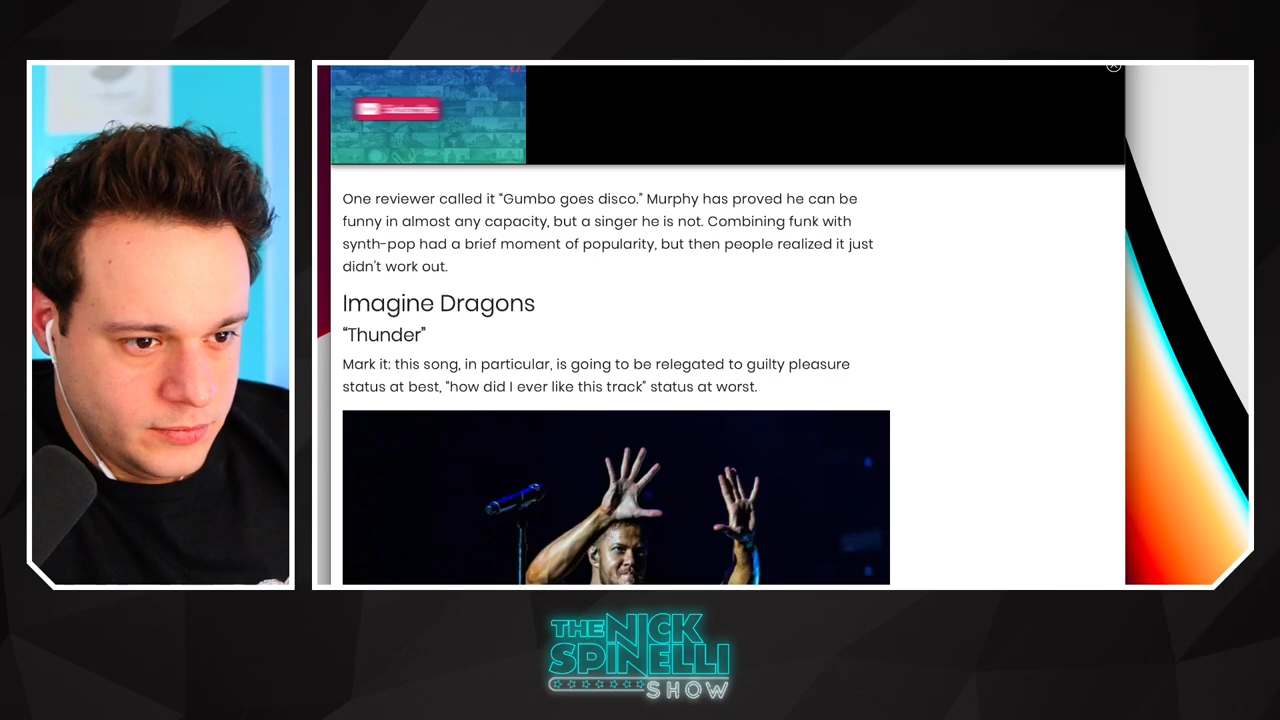 One reviewer called it “Gumbo goes disco.” Murphy has proved he can be
funny in almost any capacity, but a singer he is not. Combining funk with
synth-pop had a brief moment of popularity, but then people realized it just
didn't work out.
Imagine Dragons
“Thunder”
Mark it: this song, in particular, is going to be relegated to guilty pleasure
status at best, "how did I ever like this track" status at worst.
THE NICK
SPINELLI
SHOW